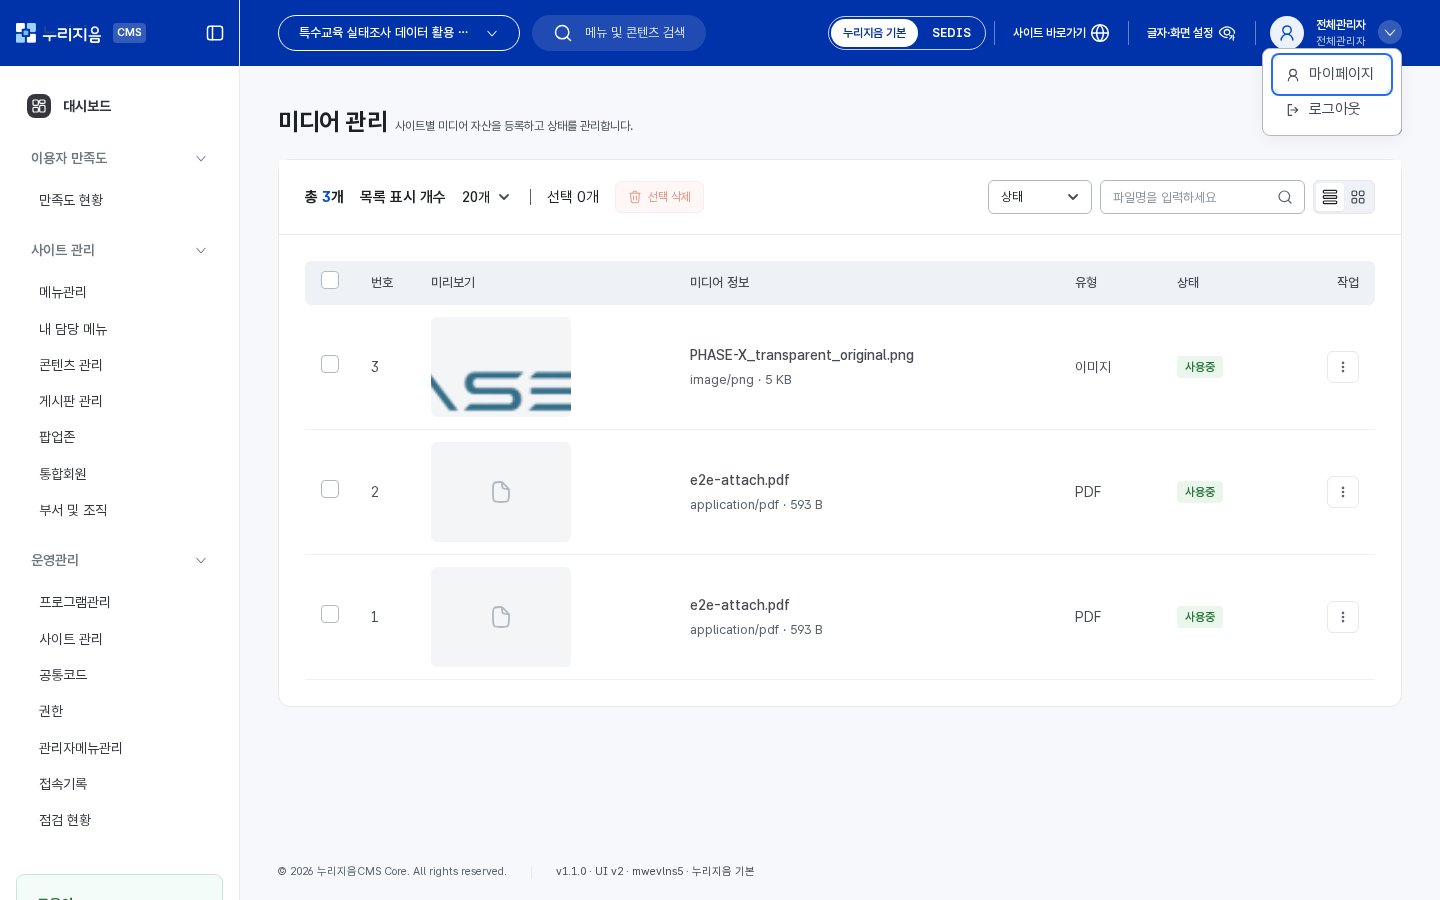 누리지음 CMS
특수교육 실태조사 데이터 활용 ···
메뉴 및 콘텐츠 검색
누리지음 기본
SEDIS
사이트 바로가기
글자·화면 설정
전체관리자
전체관리자
마이페이지
로그아웃
대시보드
이용자 만족도
만족도 현황
사이트 관리
메뉴관리
내 담당 메뉴
콘텐츠 관리
게시판 관리
팝업존
통합회원
부서 및 조직
운영관리
프로그램관리
사이트 관리
공통코드
권한
관리자메뉴관리
접속기록
점검 현황
미디어 관리 사이트별 미디어 자산을 등록하고 상태를 관리합니다.
총 3개 목록 표시 개수 20개 선택 0개 선택 삭제
상태
파일명을 입력하세요
번호 미리보기 미디어 정보 유형 상태 작업
3 PHASE-X_transparent_original.png 이미지 사용중
image/png · 5 KB
ASE
2 e2e-attach.pdf PDF 사용중
application/pdf · 593 B
1 e2e-attach.pdf PDF 사용중
application/pdf · 593 B
© 2026 누리지음CMS Core. All rights reserved.
v1.1.0 · UI v2 · mwevlns5 · 누리지음 기본